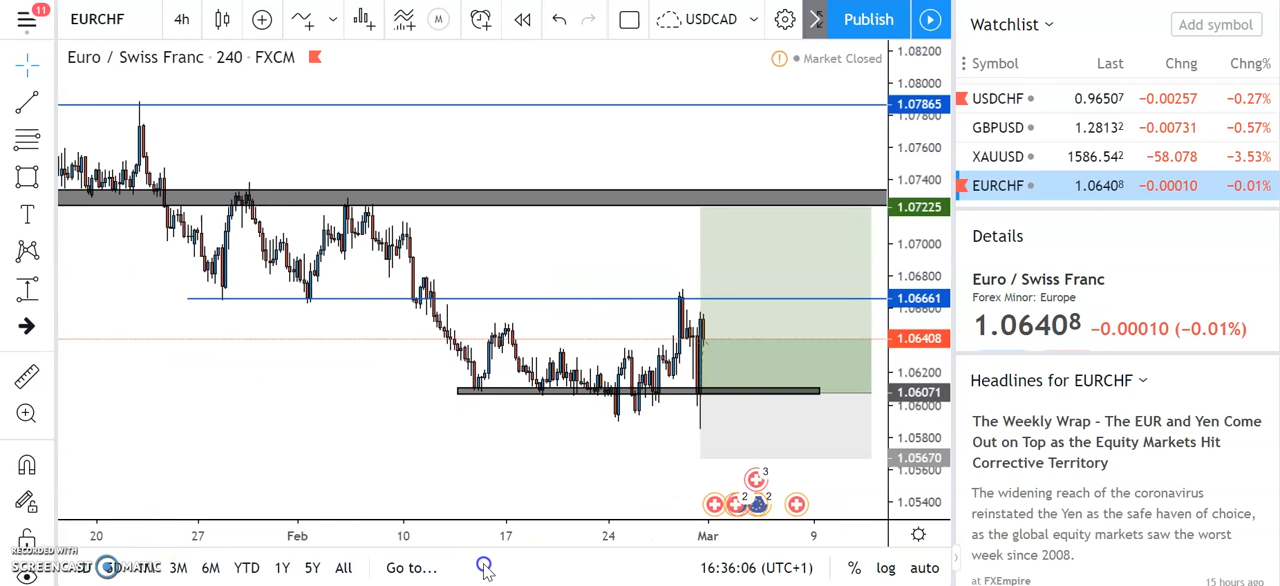 11
EURCHF
4h
M
USDCAD
Publish
Euro / Swiss Franc · 240 · FXCM
Market Closed
1.08200
1.08000
1.07865
1.07800
1.07600
1.07400
1.07225
1.07000
1.06800
1.06661
1.06600
1.06408
1.06200
1.06071
1.06000
1.05800
1.05670
1.05600
1.05400
3
2
2
20
27
Feb
10
17
24
Mar
9
3M
6M
YTD
1Y
5Y
All
Go to...
16:36:06 (UTC+1)
%
log
auto
RECORDED WITH
SCREENCAST
MATIC
Watchlist
Add symbol
Symbol
Last
Chng
Chng%
USDCHF
0.96507
−0.00257
−0.27%
GBPUSD
1.28132
−0.00731
−0.57%
XAUUSD
1586.542
−58.078
−3.53%
EURCHF
1.06408
−0.00010
−0.01%
Details
Euro / Swiss Franc
Forex Minor: Europe
1.06408 −0.00010 (−0.01%)
Headlines for EURCHF
The Weekly Wrap – The EUR and Yen Come
Out on Top as the Equity Markets Hit
Corrective Territory
The widening reach of the coronavirus
reinstated the Yen as the safe haven of choice,
as the global equity markets saw the worst
week since 2008.
at FXEmpire
15 hours ago